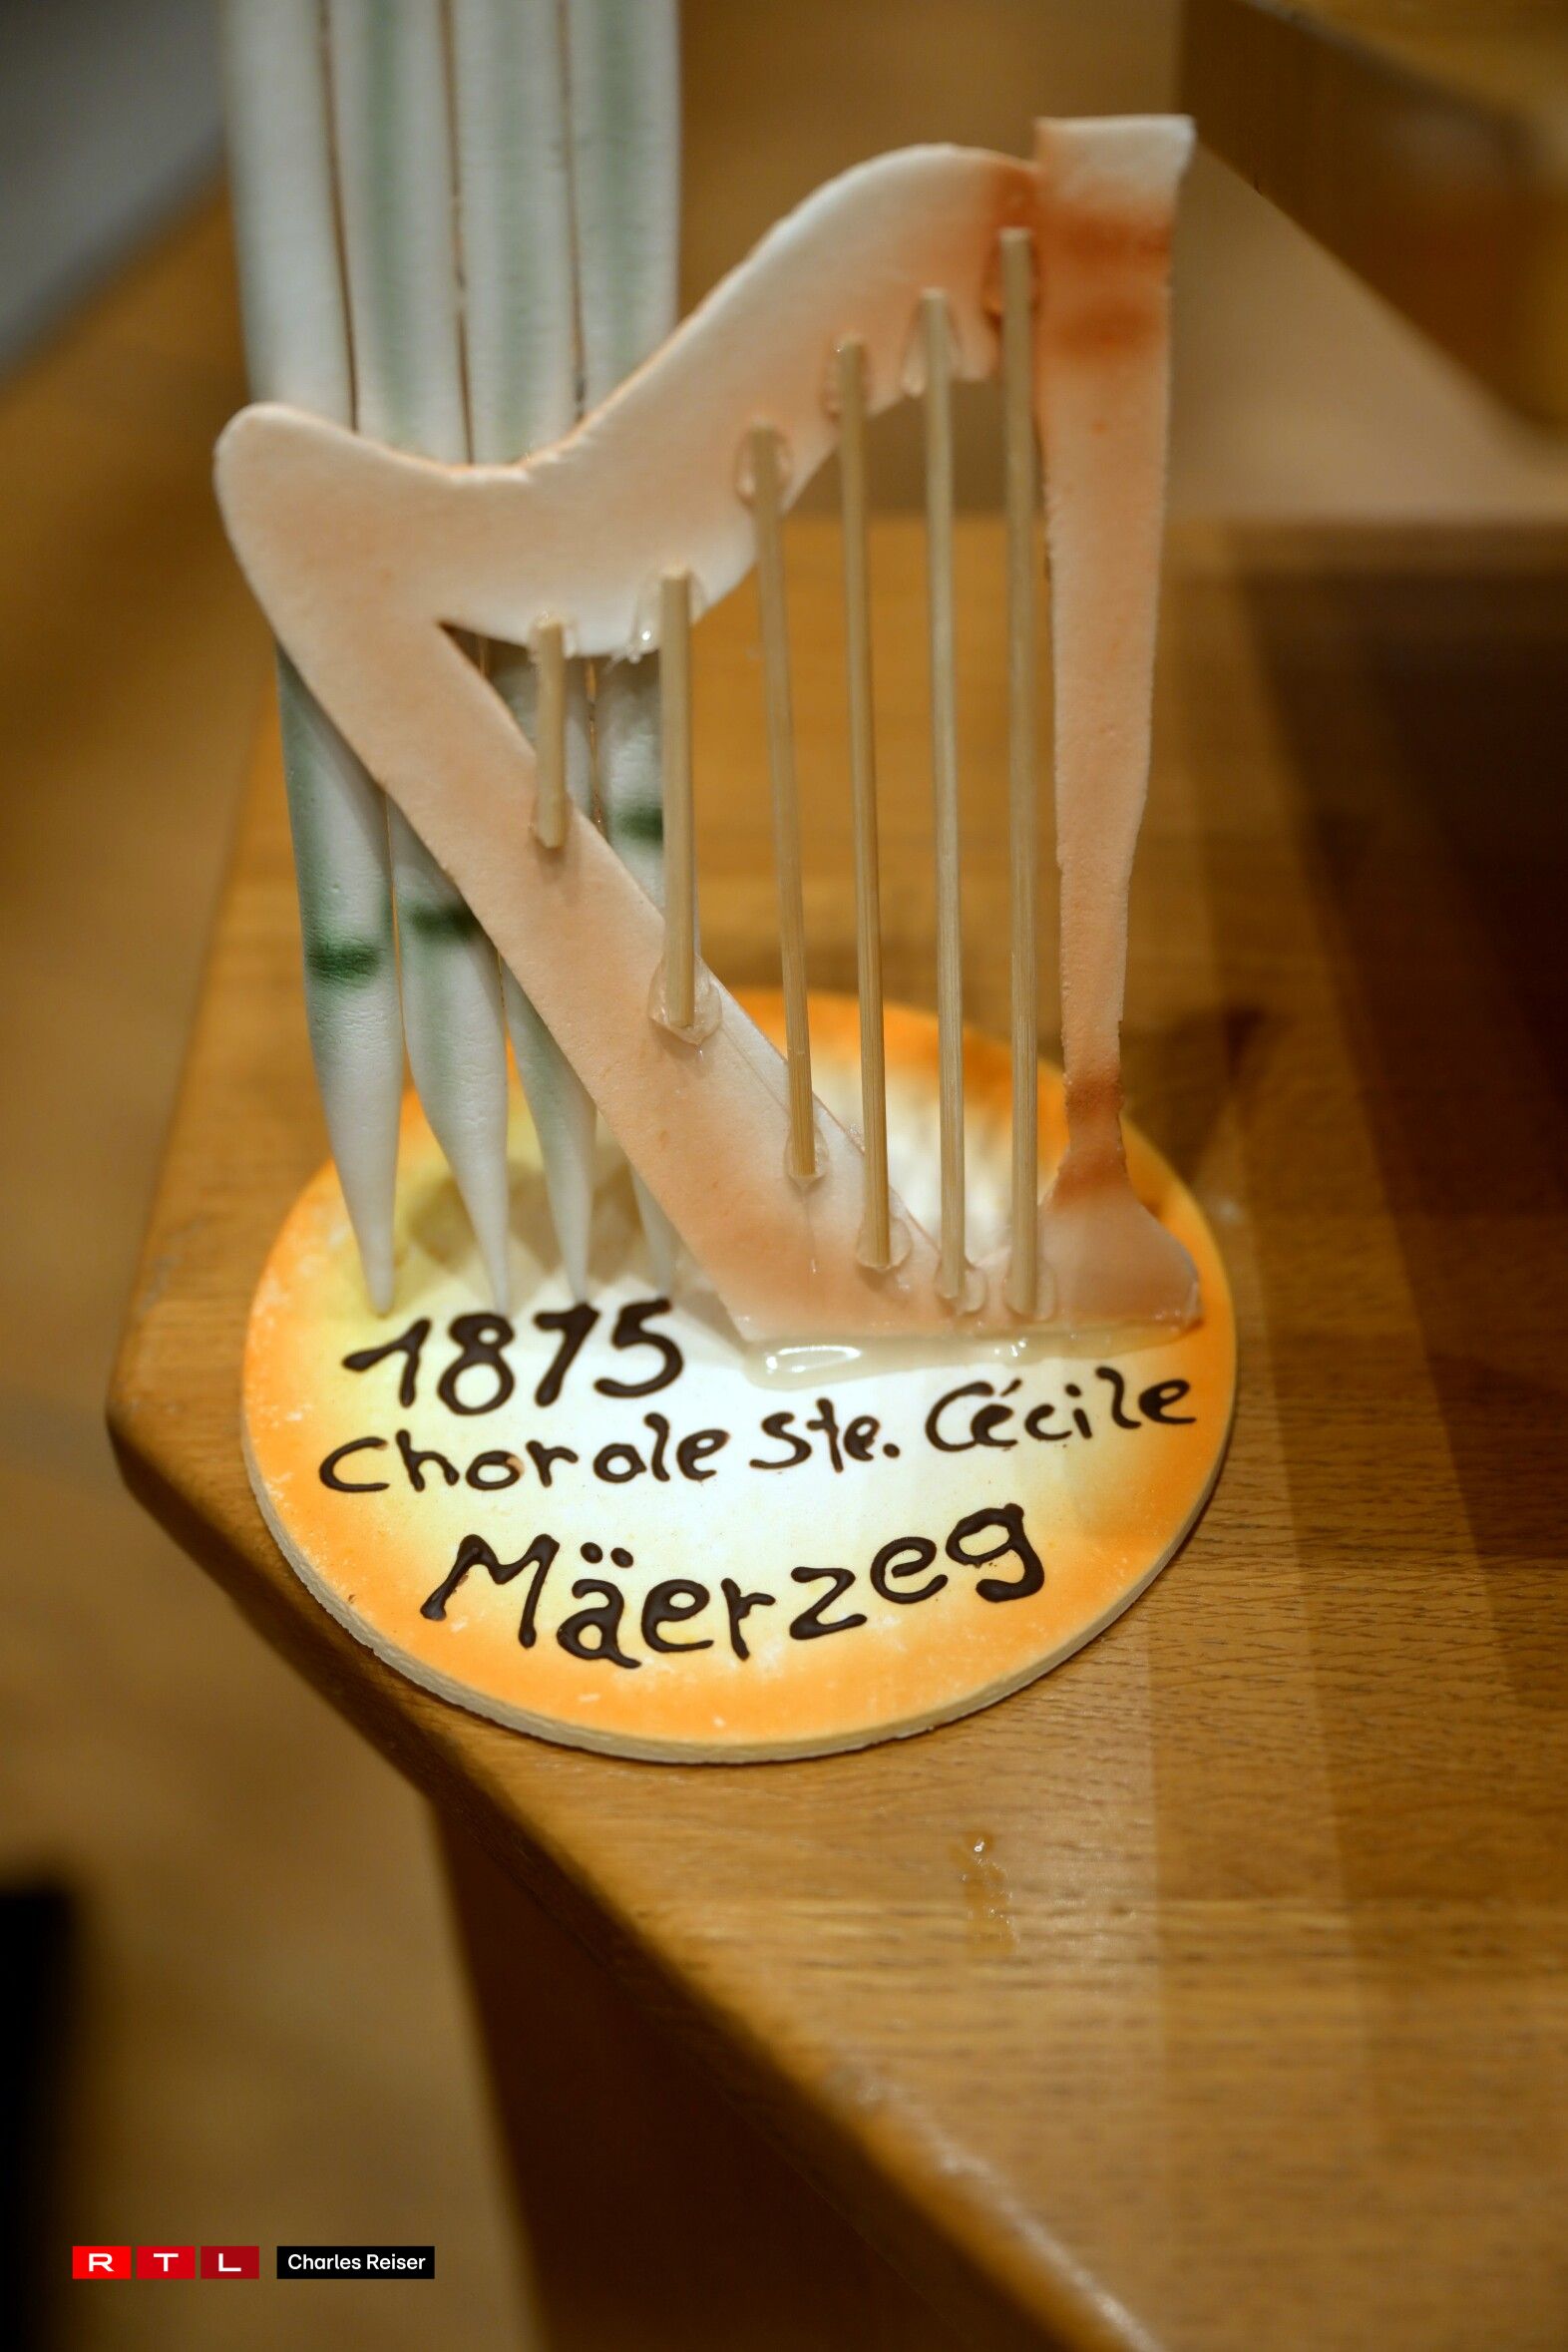 1875
Chorale Ste. Cécile
Mäerzeg
RTL Charles Reiser